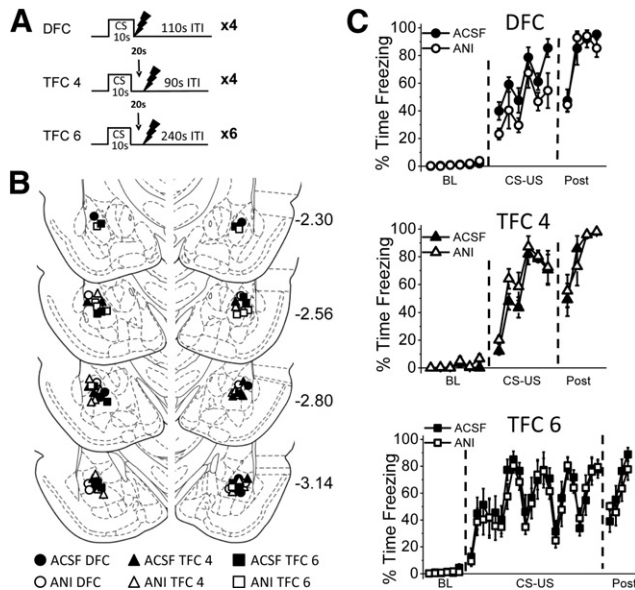 A
DFC CS 10s 110s ITI x4
20s
TFC 4 CS 10s 90s ITI x4
20s
TFC 6 CS 10s 240s ITI x6
B
-2.30
-2.56
-2.80
-3.14
ACSF DFC ACSF TFC 4 ACSF TFC 6
ANI DFC ANI TFC 4 ANI TFC 6
C
DFC
ACSF
ANI
% Time Freezing
100
80
60
40
20
0
BL CS-US Post
TFC 4
ACSF
ANI
% Time Freezing
100
80
60
40
20
0
BL CS-US Post
TFC 6
ACSF
ANI
% Time Freezing
100
80
60
40
20
0
BL CS-US Post